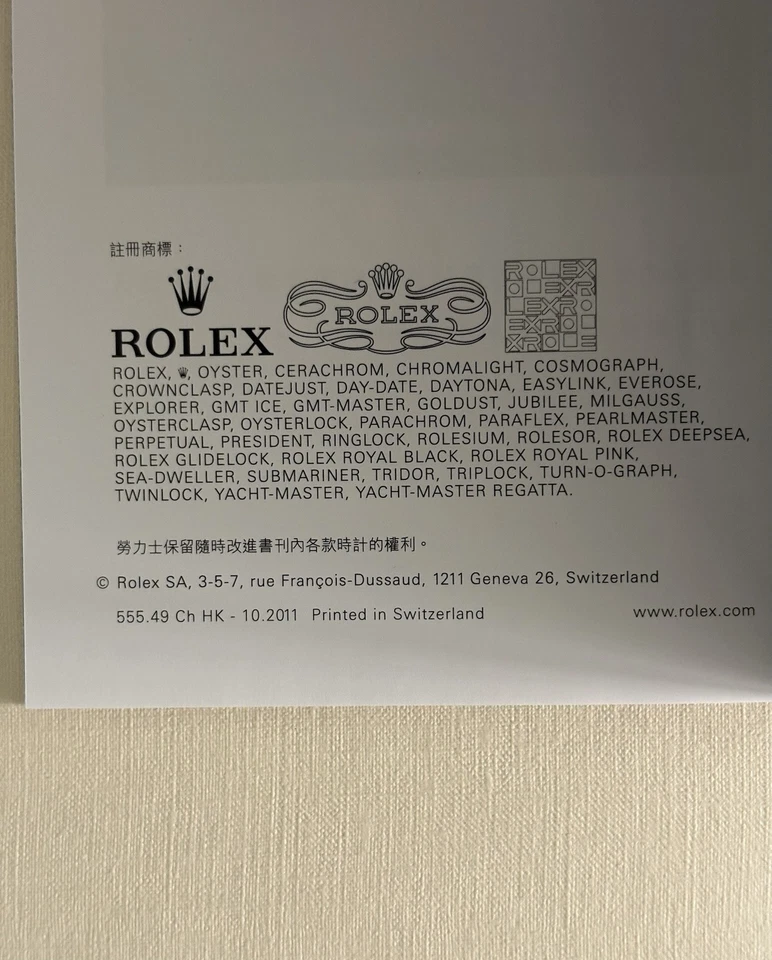 註冊商標：
ROLEX
ROLEX
ROLEX
OLEXR
LEXRO
EXROL
XROLE
ROLEX, , OYSTER, CERACHROM, CHROMALIGHT, COSMOGRAPH,
CROWNCLASP, DATEJUST, DAY-DATE, DAYTONA, EASYLINK, EVEROSE,
EXPLORER, GMT ICE, GMT-MASTER, GOLDUST, JUBILEE, MILGAUSS,
OYSTERCLASP, OYSTERLOCK, PARACHROM, PARAFLEX, PEARLMASTER,
PERPETUAL, PRESIDENT, RINGLOCK, ROLESIUM, ROLESOR, ROLEX DEEPSEA,
ROLEX GLIDELOCK, ROLEX ROYAL BLACK, ROLEX ROYAL PINK,
SEA-DWELLER, SUBMARINER, TRIDOR, TRIPLOCK, TURN-O-GRAPH,
TWINLOCK, YACHT-MASTER, YACHT-MASTER REGATTA.
勞力士保留隨時改進書刊內各款時計的權利。
© Rolex SA, 3-5-7, rue François-Dussaud, 1211 Geneva 26, Switzerland
555.49 Ch HK - 10.2011 Printed in Switzerland www.rolex.com